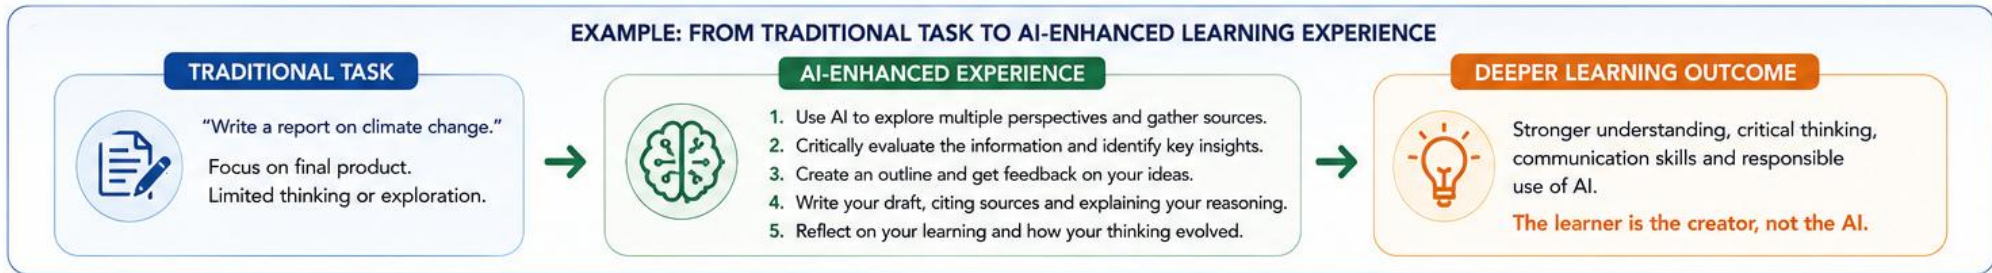 EXAMPLE: FROM TRADITIONAL TASK TO AI-ENHANCED LEARNING EXPERIENCE
TRADITIONAL TASK
“Write a report on climate change.”
Focus on final product.
Limited thinking or exploration.
AI-ENHANCED EXPERIENCE
1. Use AI to explore multiple perspectives and gather sources.
2. Critically evaluate the information and identify key insights.
3. Create an outline and get feedback on your ideas.
4. Write your draft, citing sources and explaining your reasoning.
5. Reflect on your learning and how your thinking evolved.
DEEPER LEARNING OUTCOME
Stronger understanding, critical thinking,
communication skills and responsible
use of AI.
The learner is the creator, not the AI.